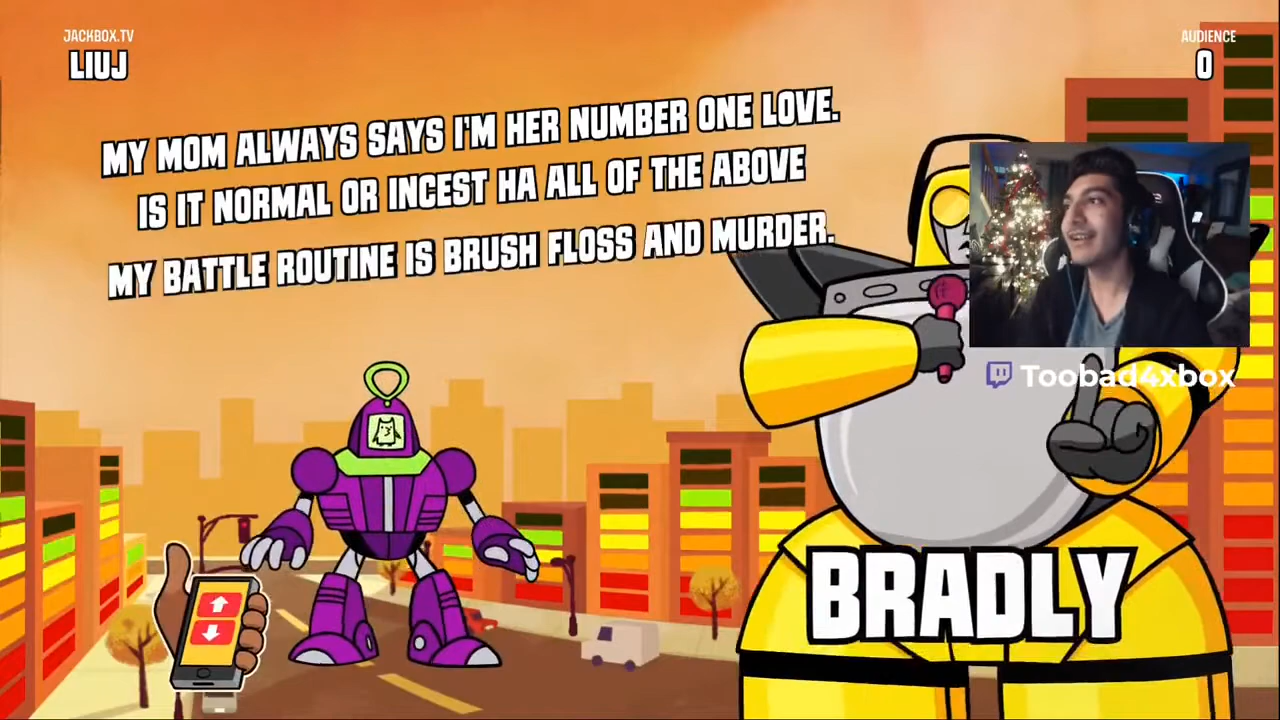 JACKBOX.TV
LIUJ
AUDIENCE
0
MY MOM ALWAYS SAYS I'M HER NUMBER ONE LOVE.
IS IT NORMAL OR INCEST HA ALL OF THE ABOVE
MY BATTLE ROUTINE IS BRUSH FLOSS AND MURDER.
Toobad4xbox
BRADLY